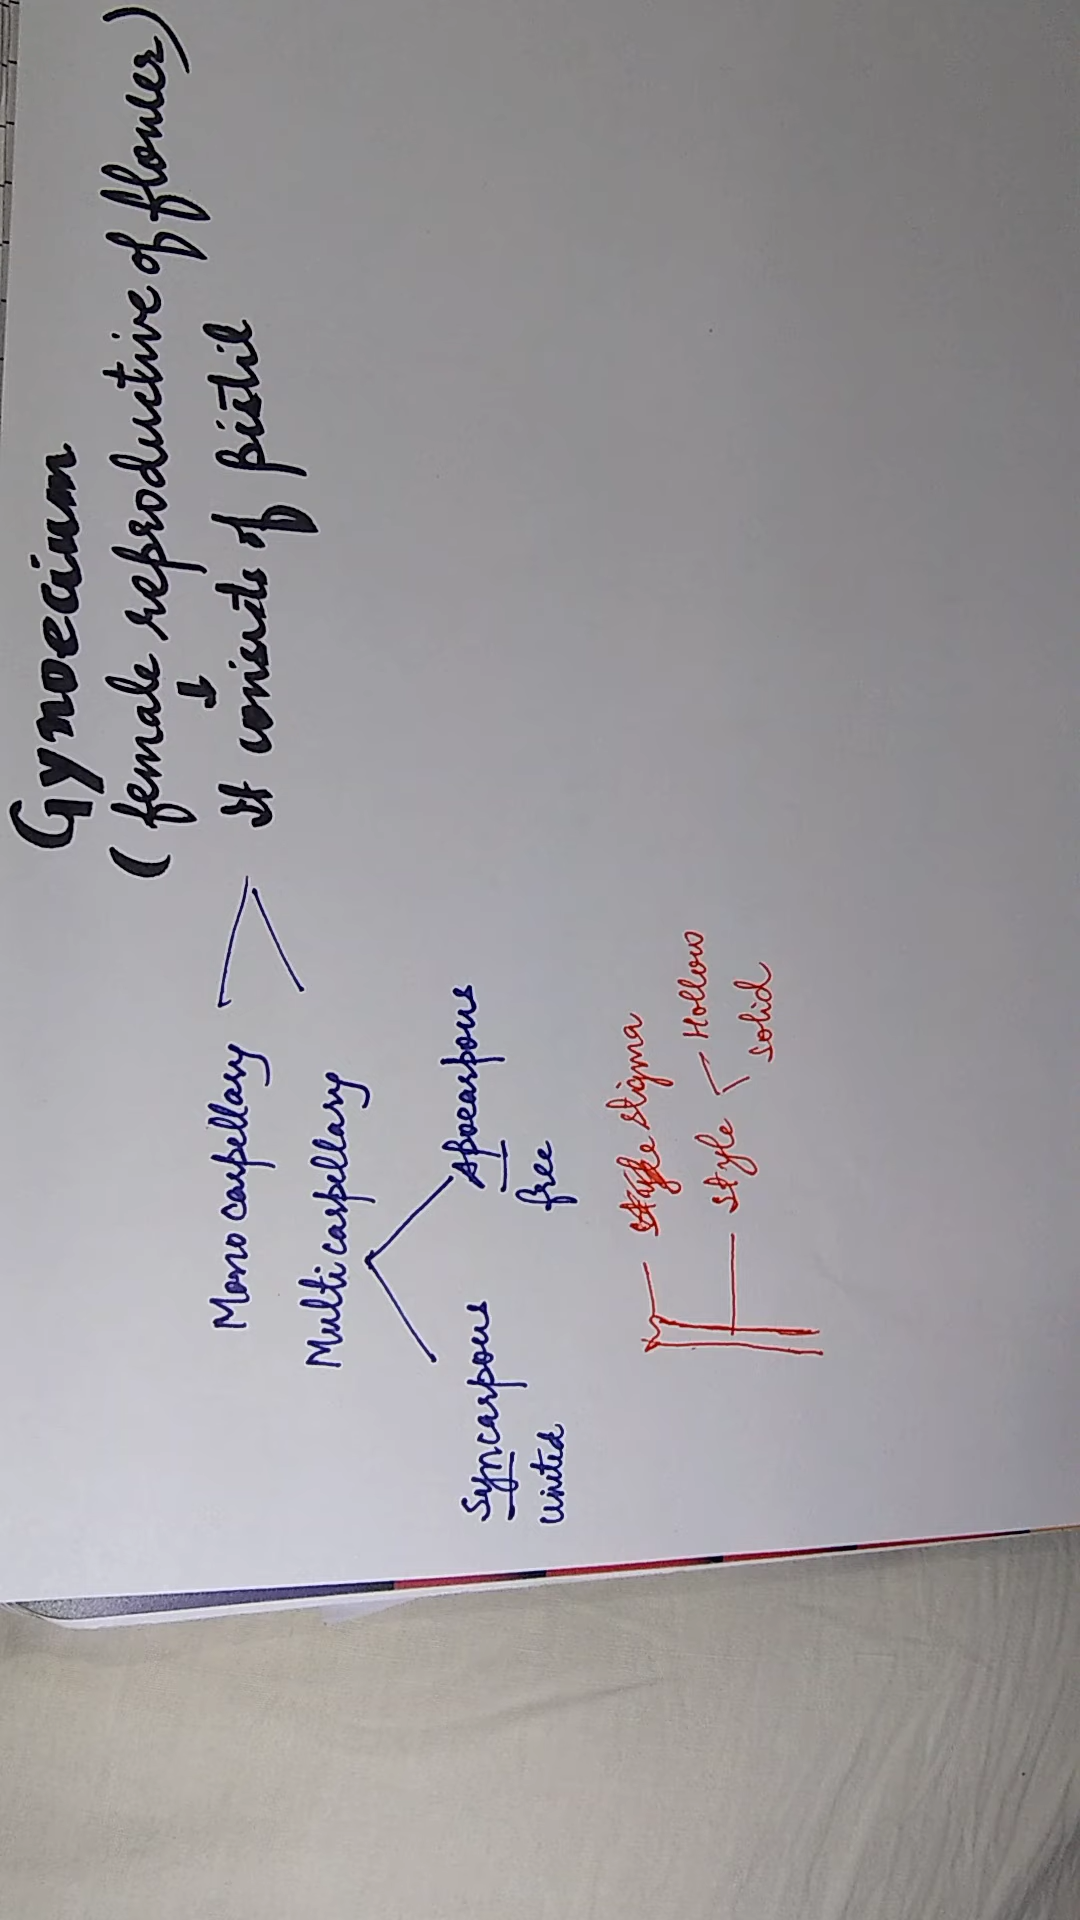 Gynoecium
(female reproductive of flower)
↓
It consists of pistil
Mono carpellary
Multi carpellary
Syncarpous
united
Apocarpous
free
stigma
style
Hollow
solid